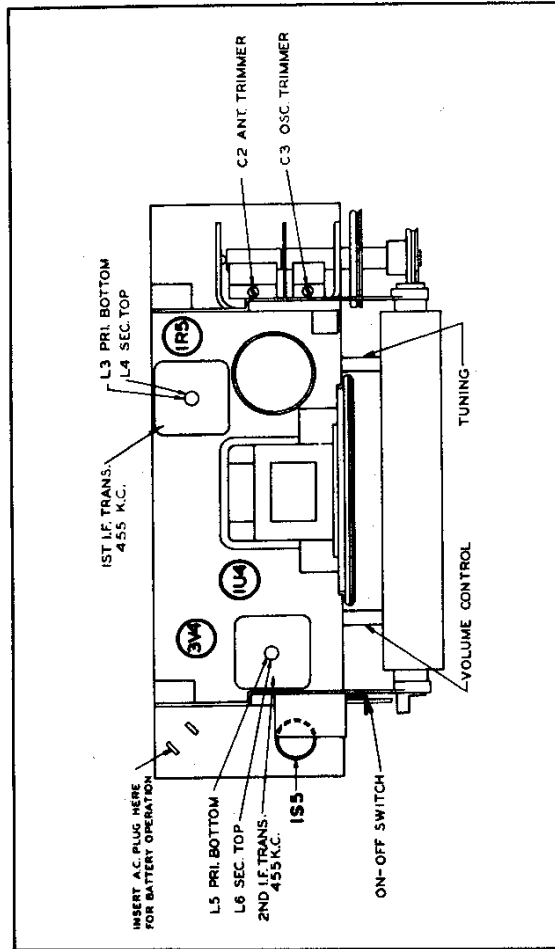 INSERT A.C. PLUG HERE
FOR BATTERY OPERATION
3V4
1U4
1ST I.F. TRANS.
455 K.C.
L3 PRI. BOTTOM
L4 SEC. TOP
1R5
C2 ANT. TRIMMER
C3 OSC. TRIMMER
L5 PRI. BOTTOM
L6 SEC. TOP
2ND I.F. TRANS.
455 K.C.
1S5
ON-OFF SWITCH
VOLUME CONTROL
TUNING